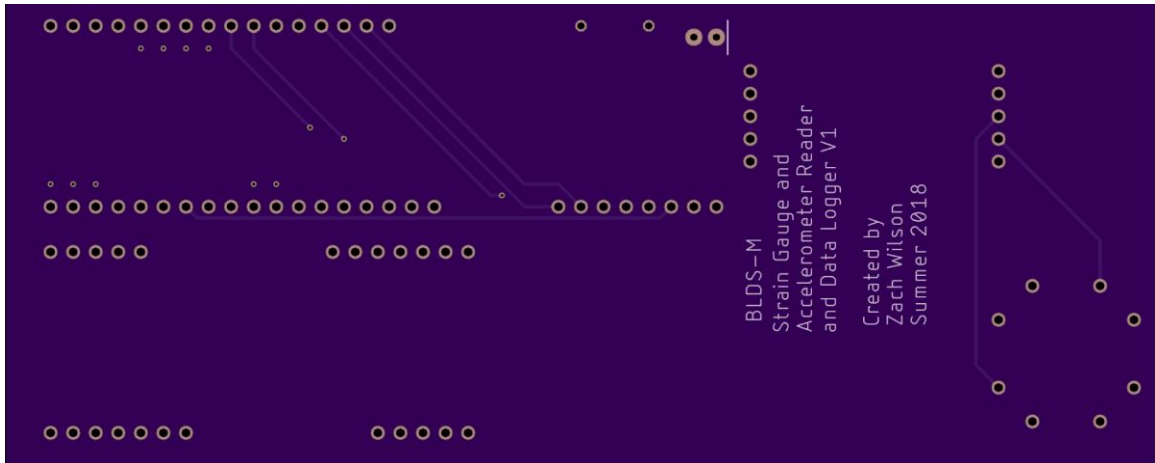 BLDS-M
Strain Gauge and
Accelerometer Reader
and Data Logger V1
Created by
Zach Wilson
Summer 2018